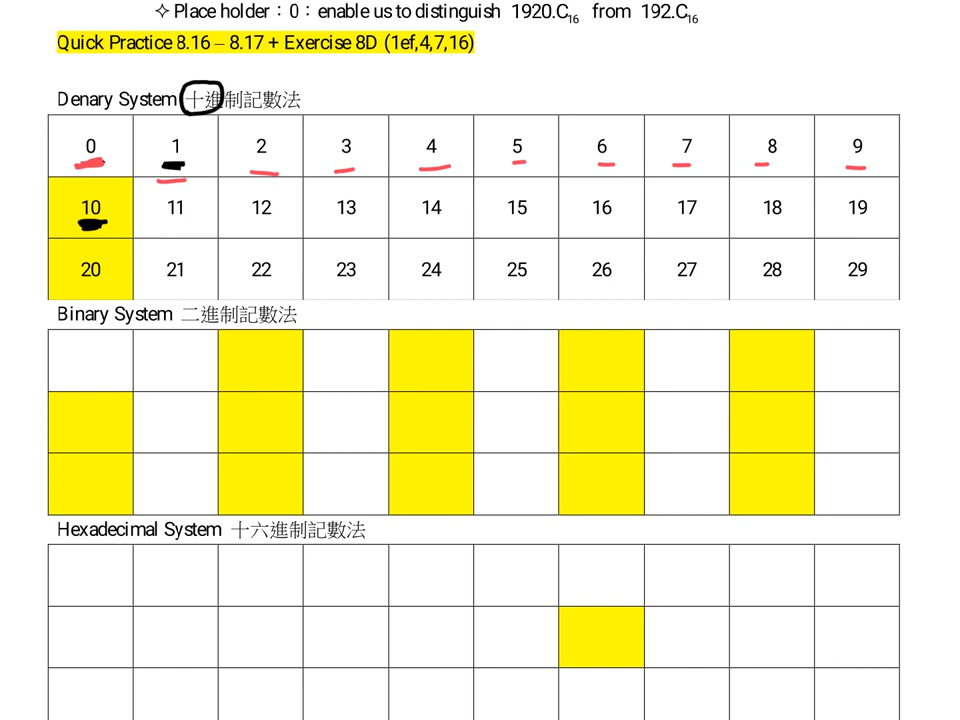 ✧ Place holder：0：enable us to distinguish 1920.C₁₆ from 192.C₁₆
Quick Practice 8.16 – 8.17 + Exercise 8D (1ef,4,7,16)
Denary System 十進制記數法
0 1 2 3 4 5 6 7 8 9
10 11 12 13 14 15 16 17 18 19
20 21 22 23 24 25 26 27 28 29
Binary System 二進制記數法
Hexadecimal System 十六進制記數法